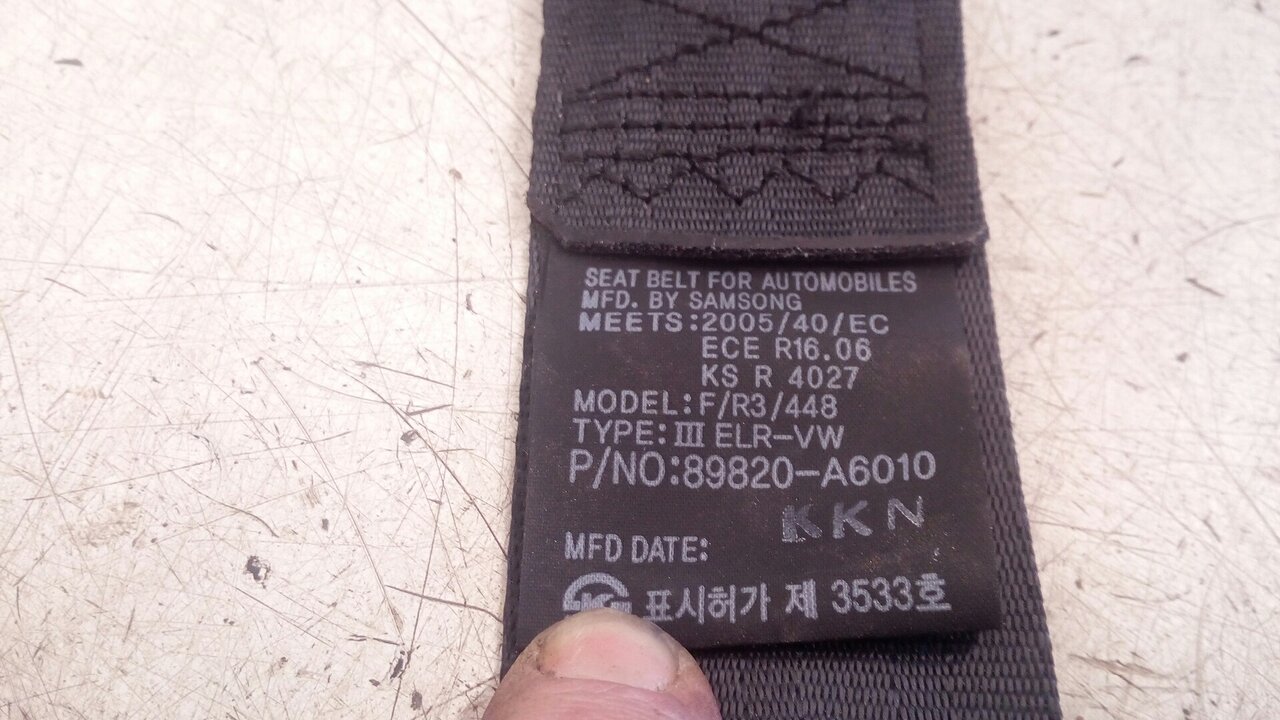 SEAT BELT FOR AUTOMOBILES
MFD. BY SAMSONG
MEETS:2005/40/EC
ECE R16.06
KS R 4027
MODEL:F/R3/448
TYPE:Ⅲ ELR-VW
P/NO:89820-A6010
KKN
MFD DATE:
표시허가 제 3533호